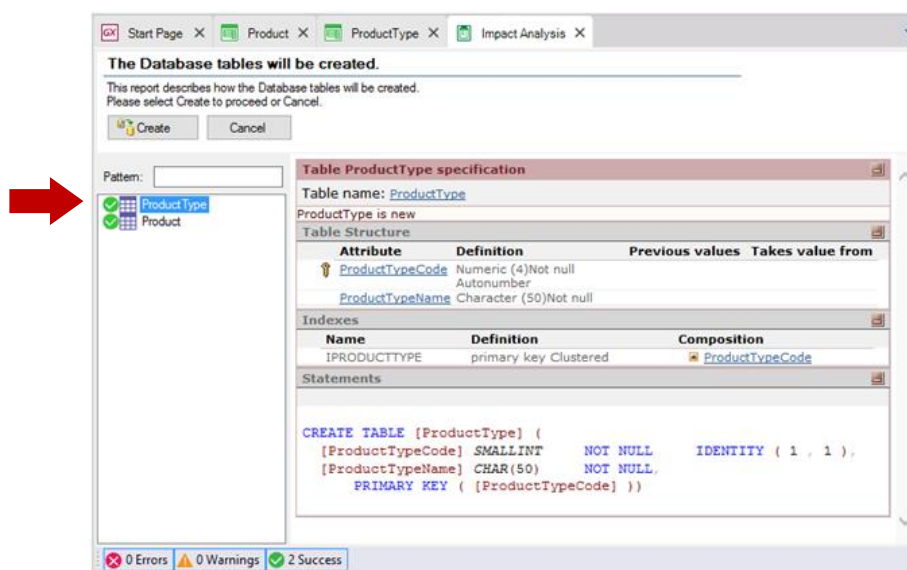 GX Start Page X Product X ProductType X Impact Analysis X
The Database tables will be created.
This report describes how the Database tables will be created.
Please select Create to proceed or Cancel.
Create Cancel
Pattern:
ProductType
Product
Table ProductType specification
Table name: ProductType
ProductType is new
Table Structure
Attribute Definition Previous values Takes value from
ProductTypeCode Numeric (4)Not null
Autonumber
ProductTypeName Character (50)Not null
Indexes
Name Definition Composition
IPRODUCTTYPE primary key Clustered ProductTypeCode
Statements
CREATE TABLE [ProductType] (
[ProductTypeCode] SMALLINT NOT NULL IDENTITY ( 1 , 1 ),
[ProductTypeName] CHAR(50) NOT NULL,
PRIMARY KEY ( [ProductTypeCode] ))
0 Errors 0 Warnings 2 Success